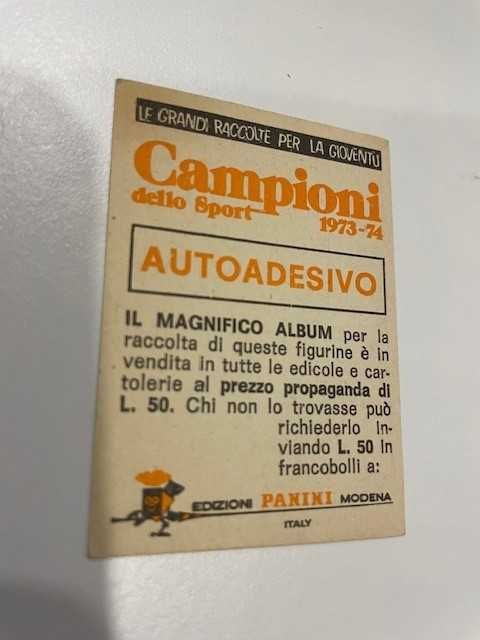 LE GRANDI RACCOLTE PER LA GIOVENTÙ
Campioni
dello Sport
1973-74
AUTOADESIVO
IL MAGNIFICO ALBUM per la
raccolta di queste figurine è in
vendita in tutte le edicole e car-
tolerie al prezzo propaganda di
L. 50. Chi non lo trovasse può
richiederlo in-
viando L. 50 in
francobolli a:
EDIZIONI PANINI MODENA
ITALY